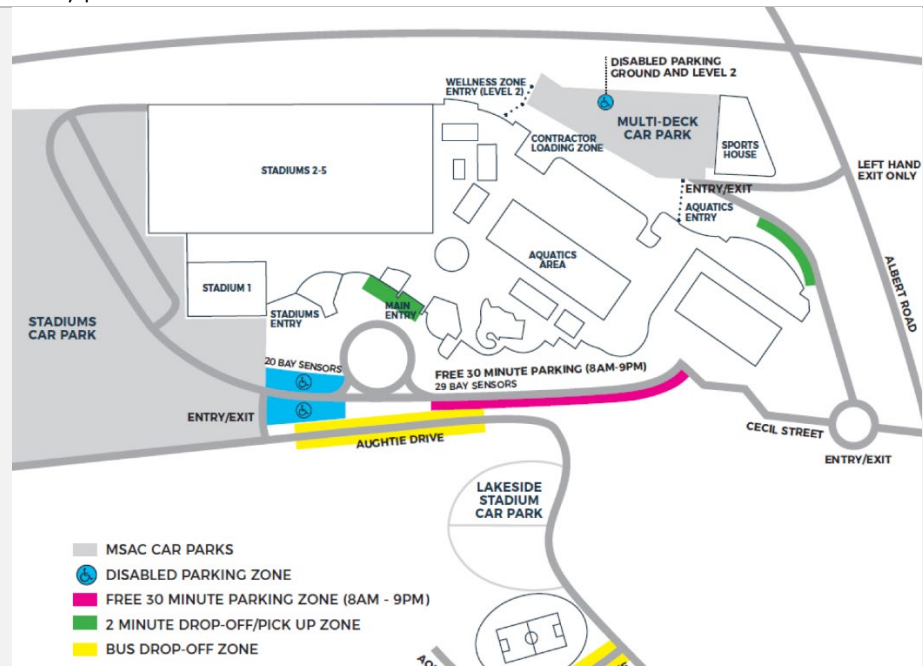 DISABLED PARKING
GROUND AND LEVEL 2
WELLNESS ZONE
ENTRY (LEVEL 2)
MULTI-DECK
CAR PARK
CONTRACTOR
LOADING ZONE
SPORTS
HOUSE
STADIUMS 2-5
LEFT HAND
EXIT ONLY
ENTRY/EXIT
AQUATICS
ENTRY
AQUATICS
AREA
ALBERT ROAD
STADIUM 1
MAIN
ENTRY
STADIUMS
ENTRY
STADIUMS
CAR PARK
20 BAY SENSORS
FREE 30 MINUTE PARKING (8AM-9PM)
29 BAY SENSORS
ENTRY/EXIT
AUGHTIE DRIVE
CECIL STREET
ENTRY/EXIT
LAKESIDE
STADIUM
CAR PARK
MSAC CAR PARKS
DISABLED PARKING ZONE
FREE 30 MINUTE PARKING ZONE (8AM - 9PM)
2 MINUTE DROP-OFF/PICK UP ZONE
BUS DROP-OFF ZONE